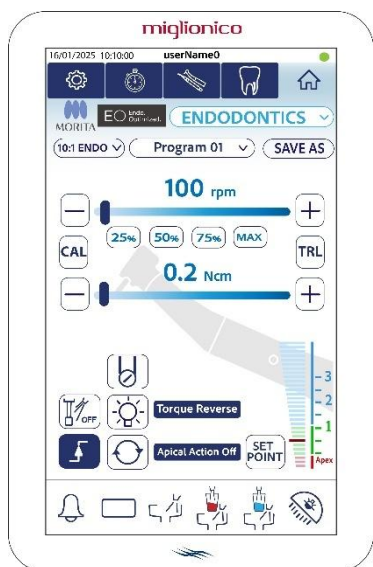 miglionico
16/01/2025 10:10:00 userName0
MORITA EO Endo. Optimized. ENDODONTICS
10:1 ENDO Program 01 SAVE AS
100 rpm
25% 50% 75% MAX
CAL TRL
0.2 Ncm
3
2
OFF Torque Reverse
1
Apical Action Off SET POINT
Apex